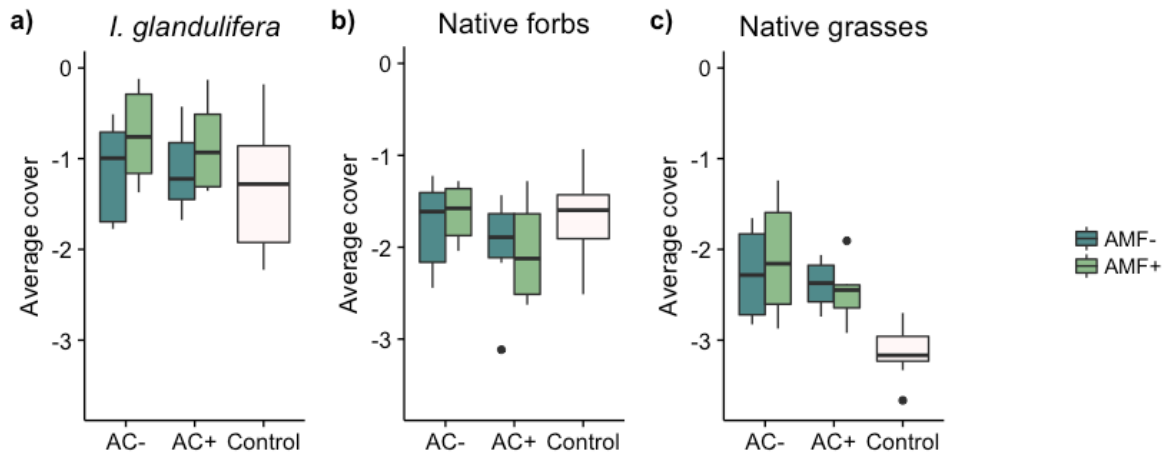 a) I. glandulifera
b) Native forbs
c) Native grasses
Average cover
0
-1
-2
-3
AC-
AC+
Control
Average cover
0
-1
-2
-3
AC-
AC+
Control
Average cover
0
-1
-2
-3
AC-
AC+
Control
AMF-
AMF+